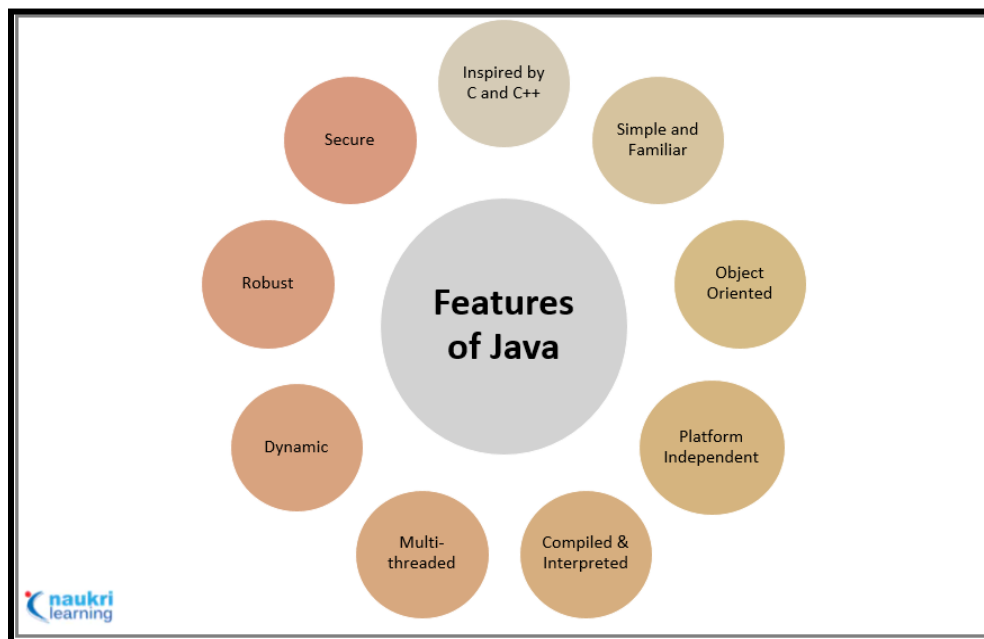 Inspired by
C and C++
Simple and
Familiar
Object
Oriented
Platform
Independent
Compiled &
Interpreted
Multi-
threaded
Dynamic
Robust
Secure
Features
of Java
naukri
learning